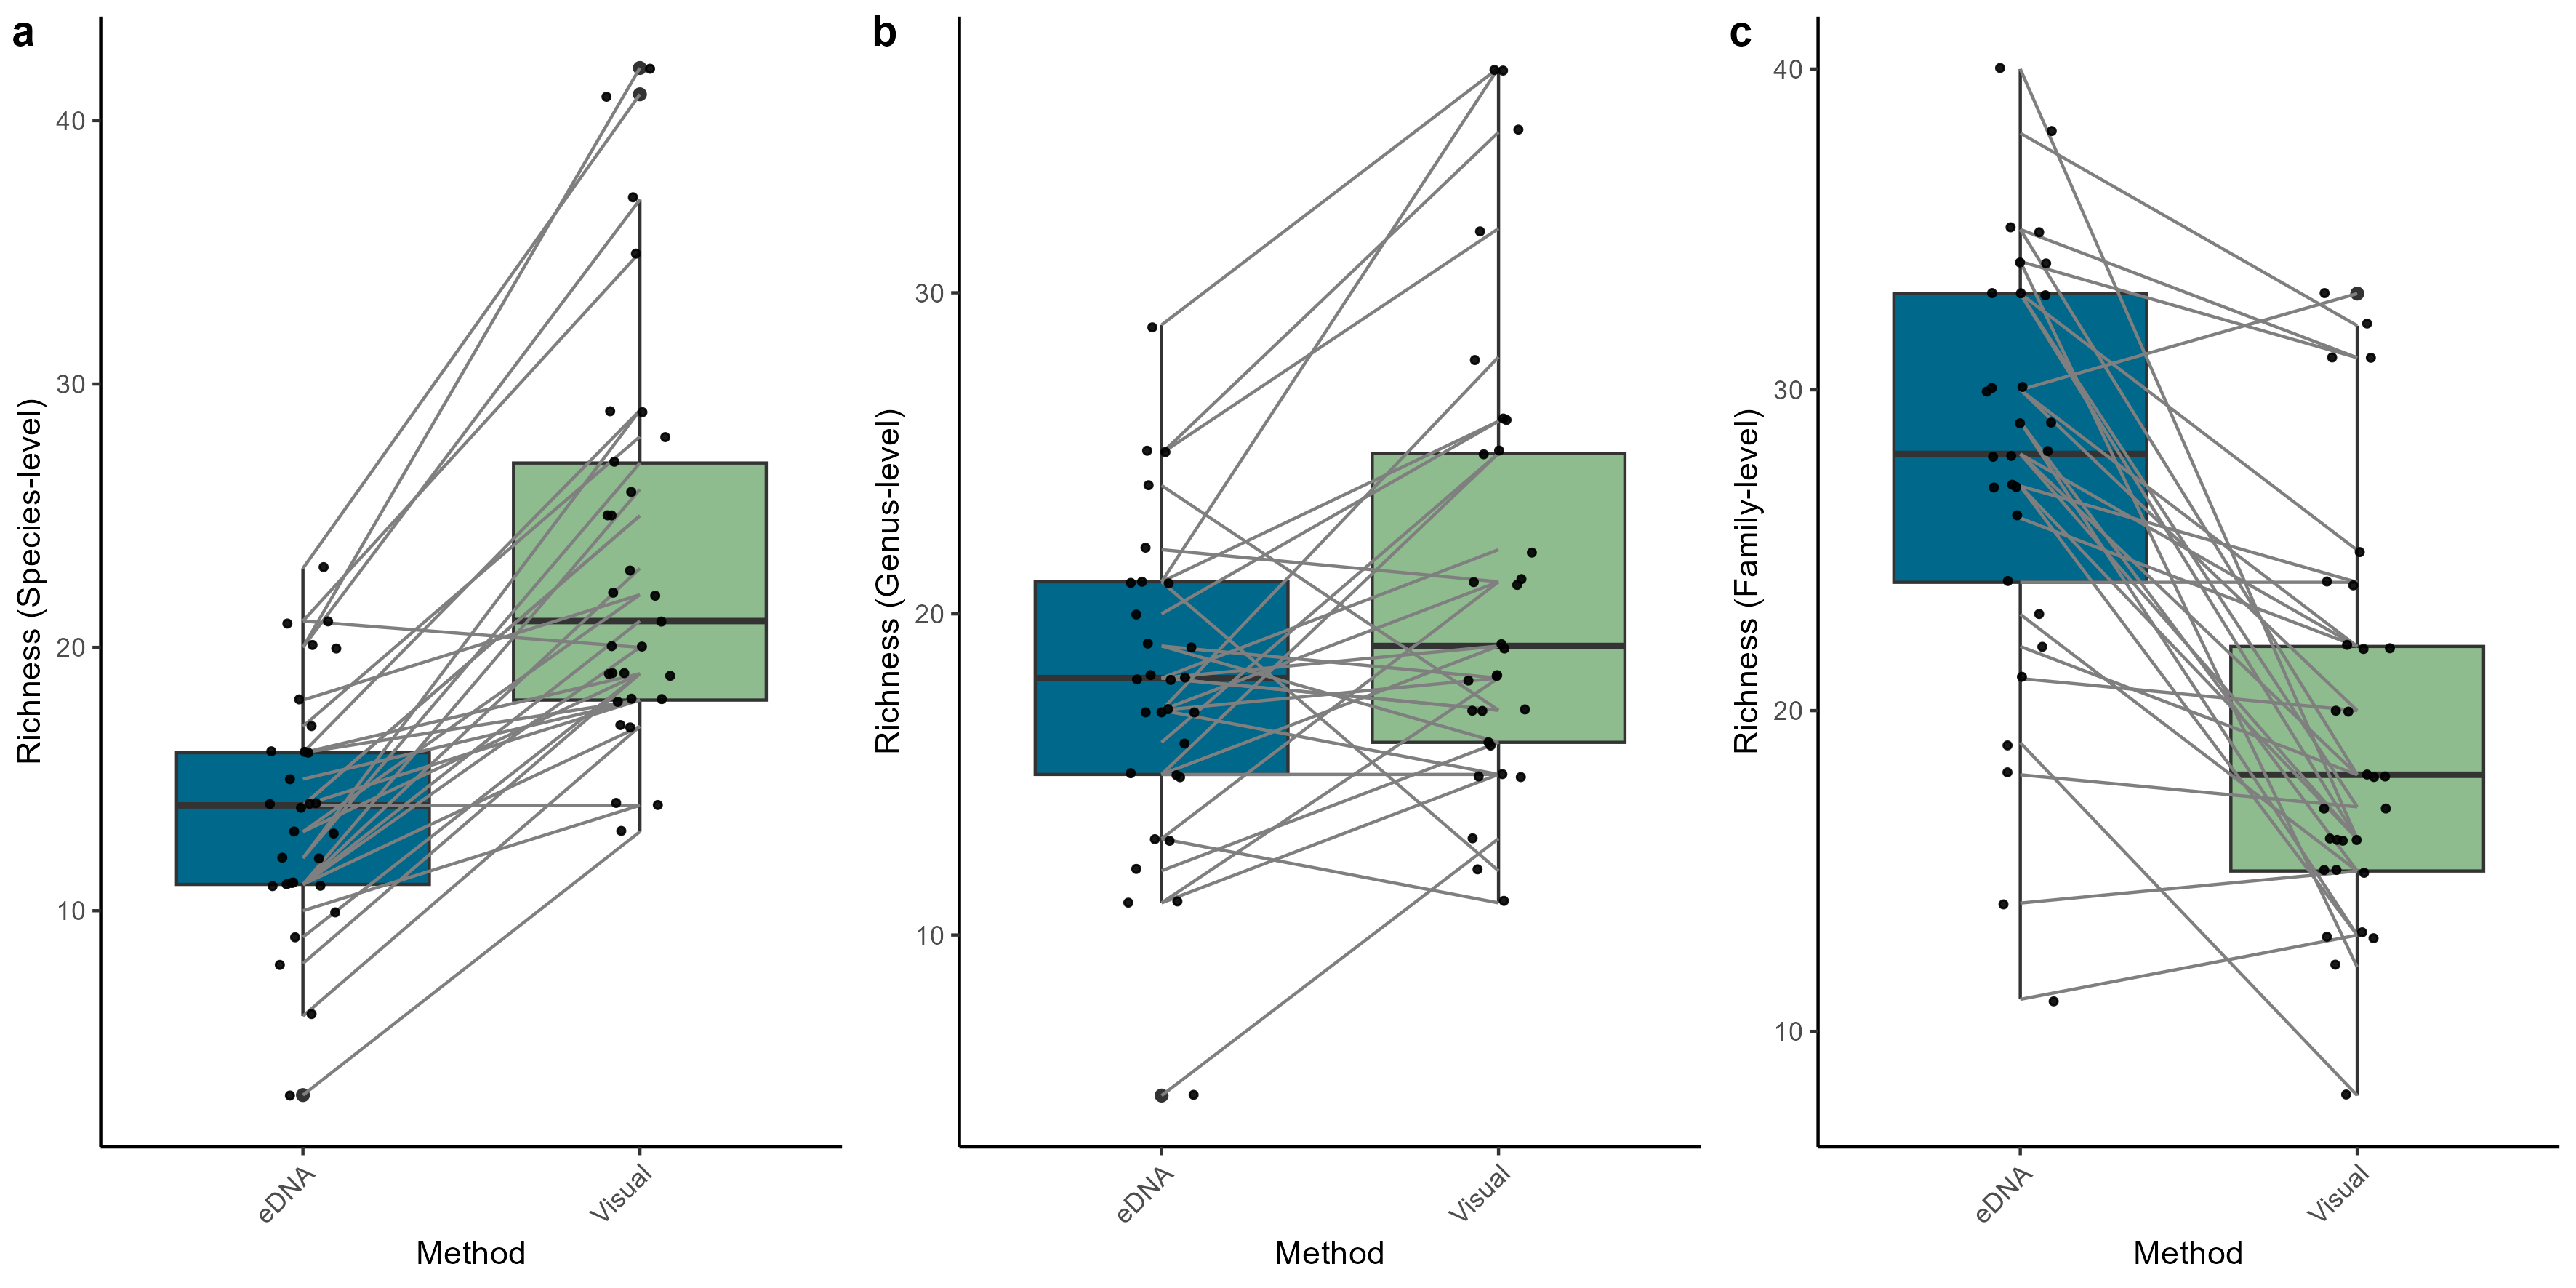 a
Richness (Species-level)
40
30
20
10
eDNA
Visual
Method
b
Richness (Genus-level)
30
20
10
eDNA
Visual
Method
c
Richness (Family-level)
40
30
20
10
eDNA
Visual
Method